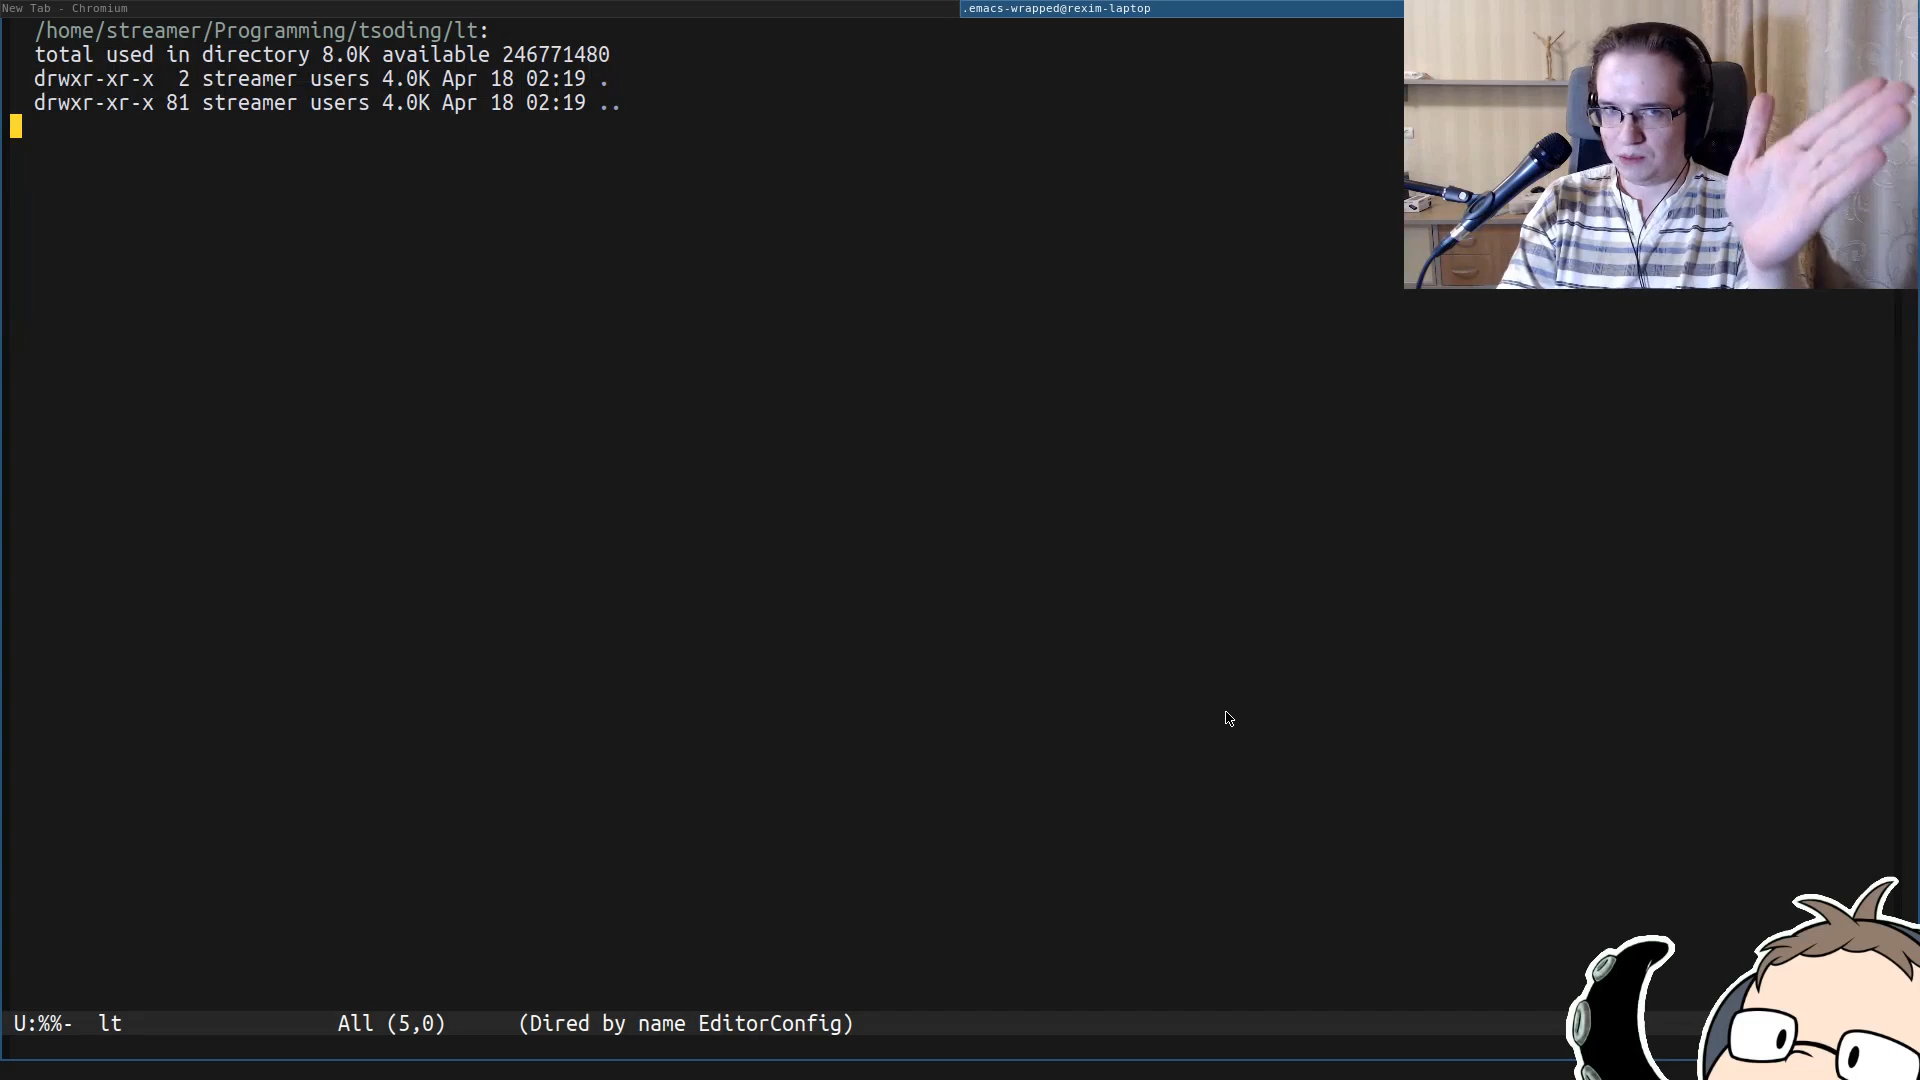 New Tab - Chromium
.emacs-wrapped@rexim-laptop
/home/streamer/Programming/tsoding/lt:
total used in directory 8.0K available 246771480
drwxr-xr-x  2 streamer users 4.0K Apr 18 02:19 .
drwxr-xr-x 81 streamer users 4.0K Apr 18 02:19 ..
U:%%-  lt                  All (5,0)      (Dired by name EditorConfig)